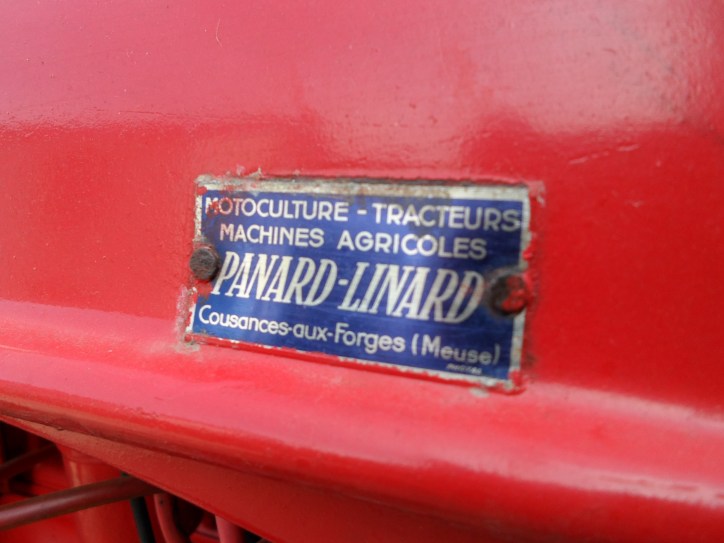 MOTOCULTURE - TRACTEURS
MACHINES AGRICOLES
PANARD-LINARD
Cousances-aux-Forges (Meuse)